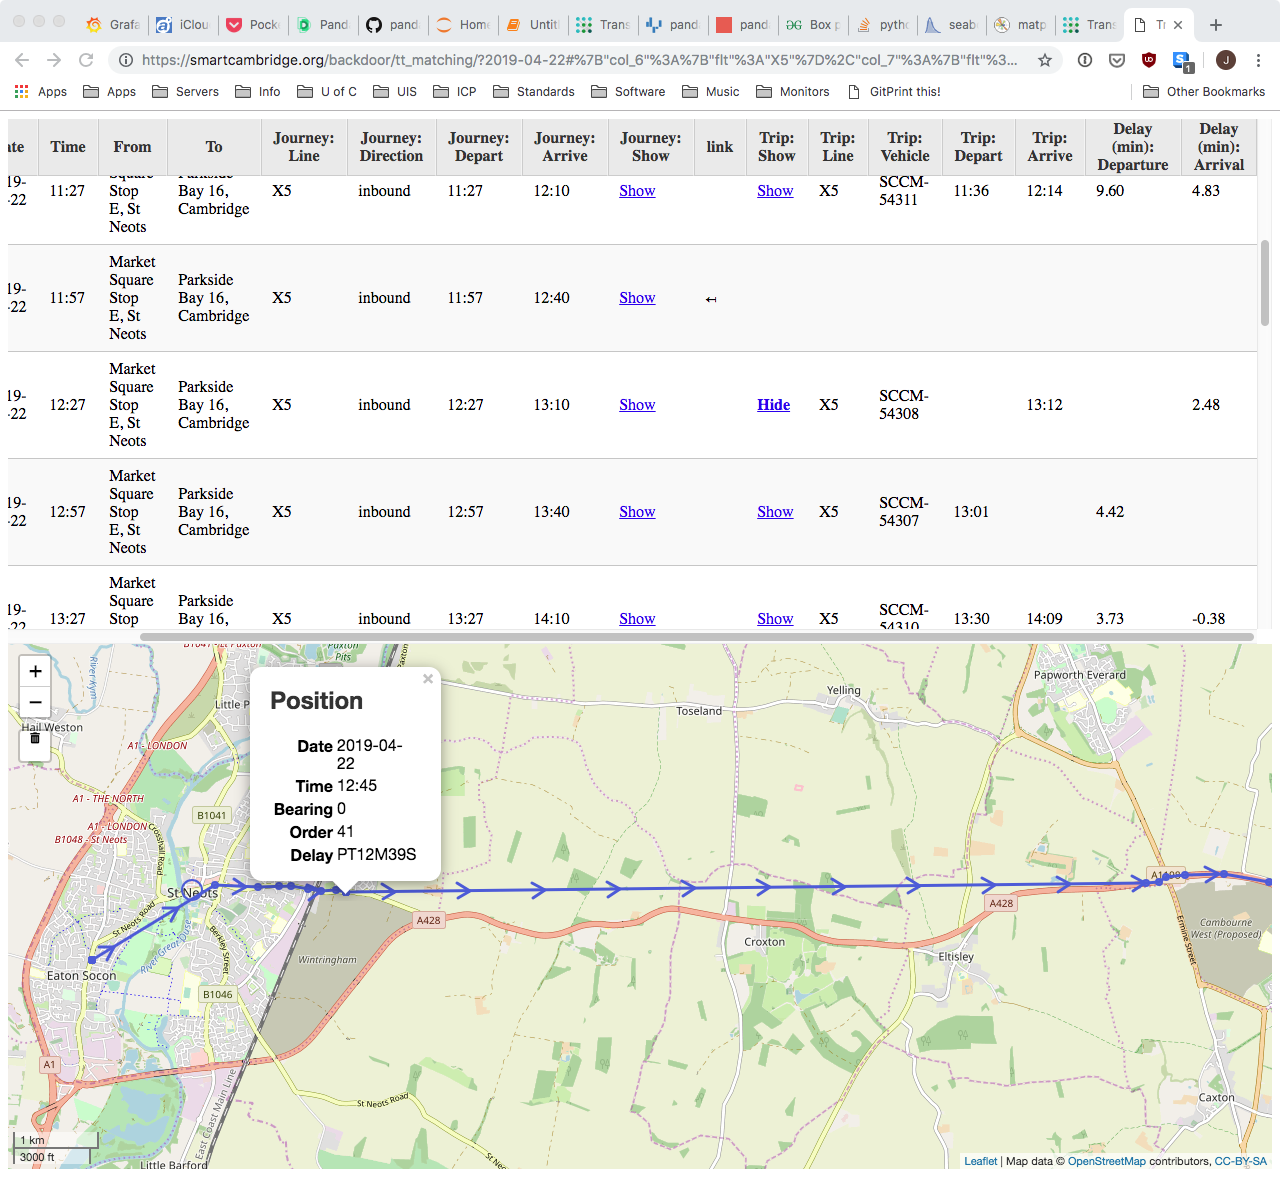 Grafa
iClou
Pock
Pand
panda
Home
Untit
Trans
panda
pand
Box p
pytho
seab
matp
Trans
Tr
https://smartcambridge.org/backdoor/tt_matching/?2019-04-22#%7B"col_6"%3A%7B"flt"%3A"X5"%7D%2C"col_7"%3A%7B"flt"%3...
1
J
Apps
Apps
Servers
Info
U of C
UIS
ICP
Standards
Software
Music
Monitors
GitPrint this!
Other Bookmarks
ate Time From To Journey: Line Journey: Direction Journey: Depart Journey: Arrive Journey: Show link Trip: Show Trip: Line Trip: Vehicle Trip: Depart Trip: Arrive Delay (min): Departure Delay (min): Arrival
19-22 11:27 Square Stop E, St Neots Parkside Bay 16, Cambridge X5 inbound 11:27 12:10 Show Show X5 SCCM-54311 11:36 12:14 9.60 4.83
19-22 11:57 Market Square Stop E, St Neots Parkside Bay 16, Cambridge X5 inbound 11:57 12:40 Show ↤
19-22 12:27 Market Square Stop E, St Neots Parkside Bay 16, Cambridge X5 inbound 12:27 13:10 Show Hide X5 SCCM-54308 13:12 2.48
19-22 12:57 Market Square Stop E, St Neots Parkside Bay 16, Cambridge X5 inbound 12:57 13:40 Show Show X5 SCCM-54307 13:01 4.42
19-22 13:27 Market Square Stop Parkside Bay 16, X5 inbound 13:27 14:10 Show Show X5 SCCM-54310 13:30 14:09 3.73 -0.38
+
−
Position
×
Date 2019-04-22
Time 12:45
Bearing 0
Order 41
Delay PT12M39S
Paxton Pits
Paxton
River Kym
Little P
Hail Weston
A1 - LONDON
A1 - THE NORTH
A1 - LONDON
B1048 - St Neots
B1041
Crosshall Road
Toseland
Yelling
Papworth Everard
St Neots
St Neots Road
River Great Ouse
Berkley Street
Eaton Socon
B1046
Wintringham
A428
Croxton
A428
Eltisley
A1198
Ermine Street
Cambourne West (Proposed)
A1
East Coast Main Line
St Neots Road
St Neots
Caxton
Little Barford
1 km
3000 ft
Leaflet | Map data © OpenStreetMap contributors, CC-BY-SA